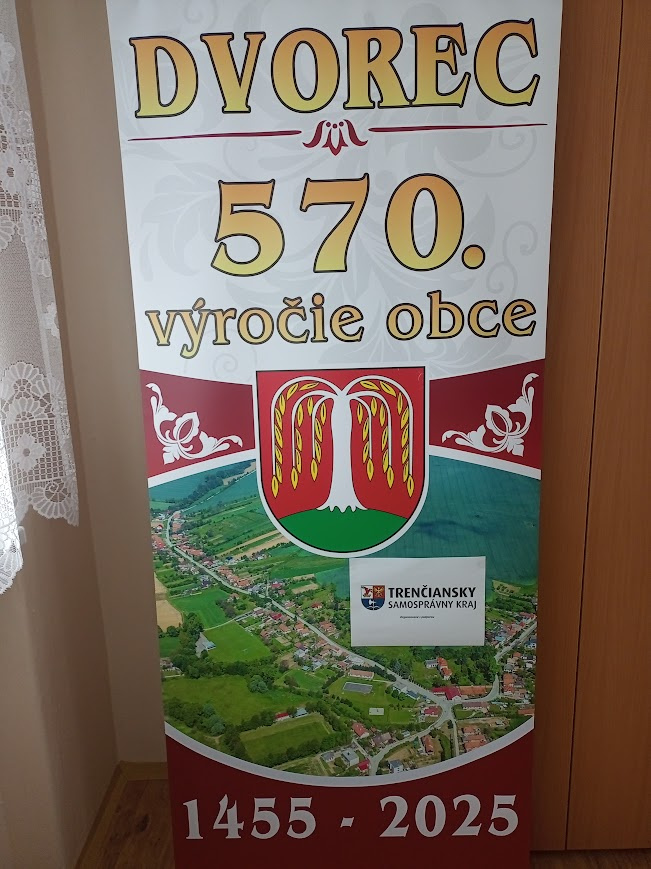 DVOREC
570.
výročie obce
TRENČIANSKY
SAMOSPRÁVNY KRAJ
1455 - 2025